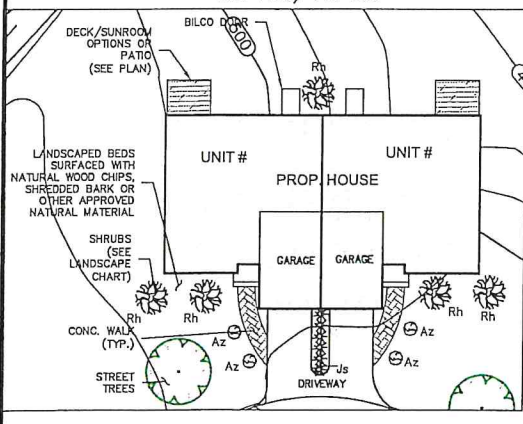 DECK/SUNROOM
OPTIONS OR
PATIO
(SEE PLAN)
BILCO DOOR
600
Rh
UNIT #
UNIT #
PROP. HOUSE
LANDSCAPED BEDS
SURFACED WITH
NATURAL WOOD CHIPS,
SHREDDED BARK OR
OTHER APPROVED
NATURAL MATERIAL
SHRUBS
(SEE
LANDSCAPE
CHART)
GARAGE
GARAGE
Rh
Rh
Rh
Rh
CONC. WALK
(TYP.)
Az
Az
Az
Az
Js
STREET
TREES
DRIVEWAY